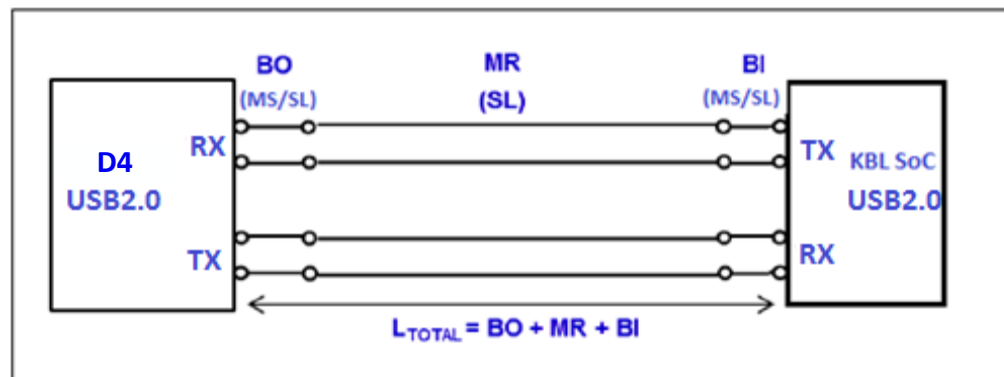 BO
(MS/SL)
MR
(SL)
BI
(MS/SL)
D4
USB2.0
RX
TX
TX
RX
KBL SoC
USB2.0
L_TOTAL = BO + MR + BI